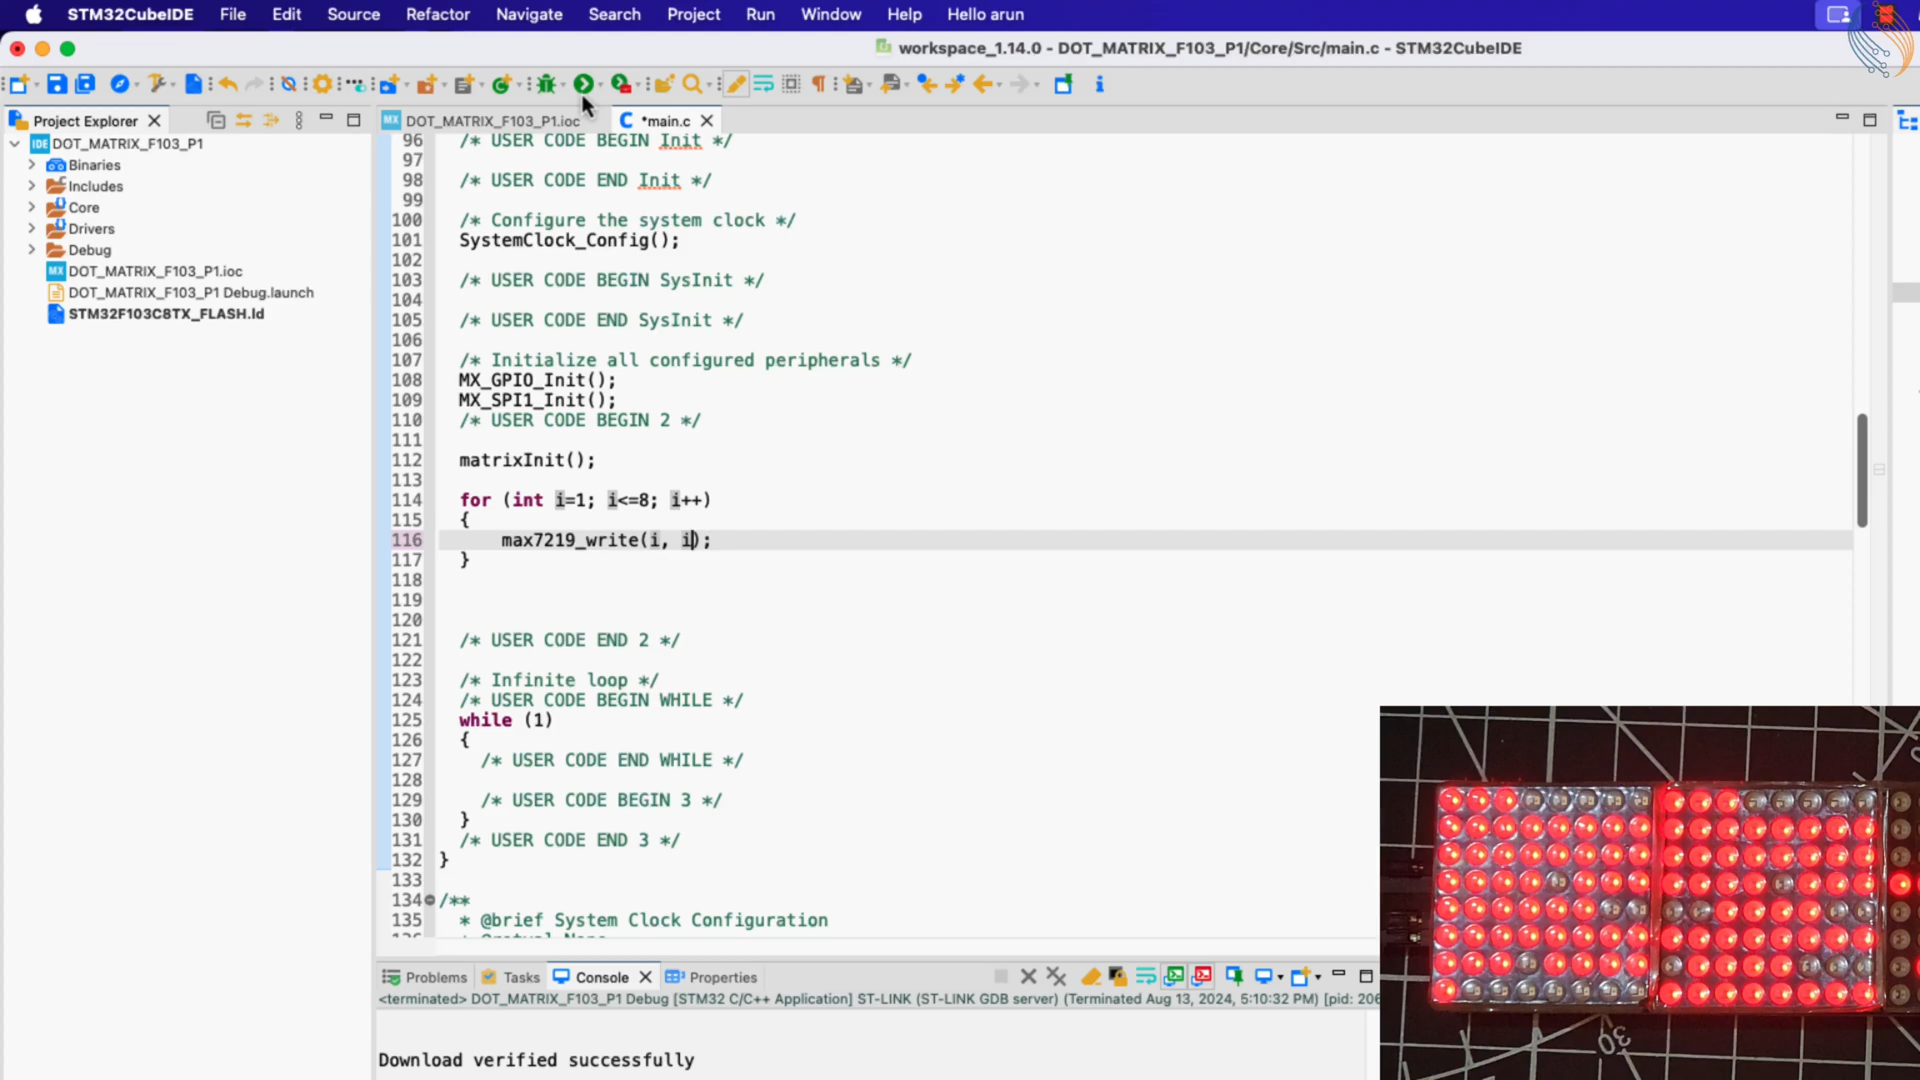 STM32CubeIDE File Edit Source Refactor Navigate Search Project Run Window Help Hello arun
workspace_1.14.0 - DOT_MATRIX_F103_P1/Core/Src/main.c - STM32CubeIDE
Project Explorer
DOT_MATRIX_F103_P1
Binaries
Includes
Core
Drivers
Debug
DOT_MATRIX_F103_P1.ioc
DOT_MATRIX_F103_P1 Debug.launch
STM32F103C8TX_FLASH.ld
DOT_MATRIX_F103_P1.ioc *main.c
96 /* USER CODE BEGIN Init */
97
98 /* USER CODE END Init */
99
100 /* Configure the system clock */
101 SystemClock_Config();
102
103 /* USER CODE BEGIN SysInit */
104
105 /* USER CODE END SysInit */
106
107 /* Initialize all configured peripherals */
108 MX_GPIO_Init();
109 MX_SPI1_Init();
110 /* USER CODE BEGIN 2 */
111
112 matrixInit();
113
114 for (int i=1; i<=8; i++)
115 {
116 max7219_write(i, i);
117 }
118
119
120
121 /* USER CODE END 2 */
122
123 /* Infinite loop */
124 /* USER CODE BEGIN WHILE */
125 while (1)
126 {
127 /* USER CODE END WHILE */
128
129 /* USER CODE BEGIN 3 */
130 }
131 /* USER CODE END 3 */
132 }
133
134 /**
135 * @brief System Clock Configuration
Problems Tasks Console Properties
<terminated> DOT_MATRIX_F103_P1 Debug [STM32 C/C++ Application] ST-LINK (ST-LINK GDB server) (Terminated Aug 13, 2024, 5:10:32 PM) [pid: 206
Download verified successfully
30